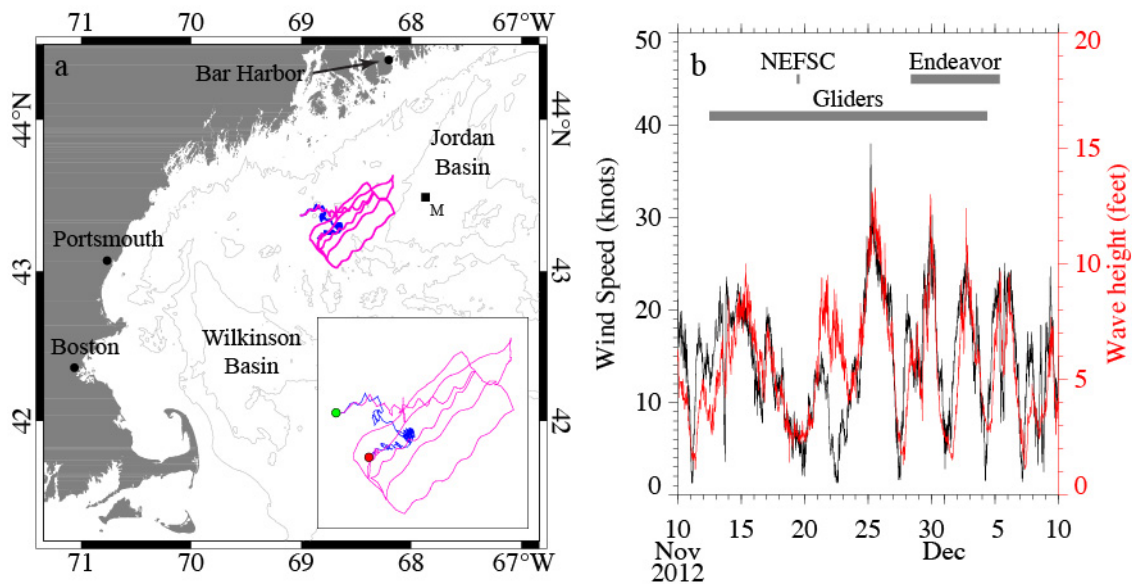 71 70 69 68 67°W
a
Bar Harbor
44°N
44°N
Jordan
Basin
M
Portsmouth
43
43
Boston
Wilkinson
Basin
42
42
71 70 69 68 67°W
b
50
40
30
20
10
0
Wind Speed (knots)
NEFSC
Endeavor
Gliders
20
15
10
5
0
Wave height (feet)
10 15 20 25 30 5 10
Nov Dec
2012